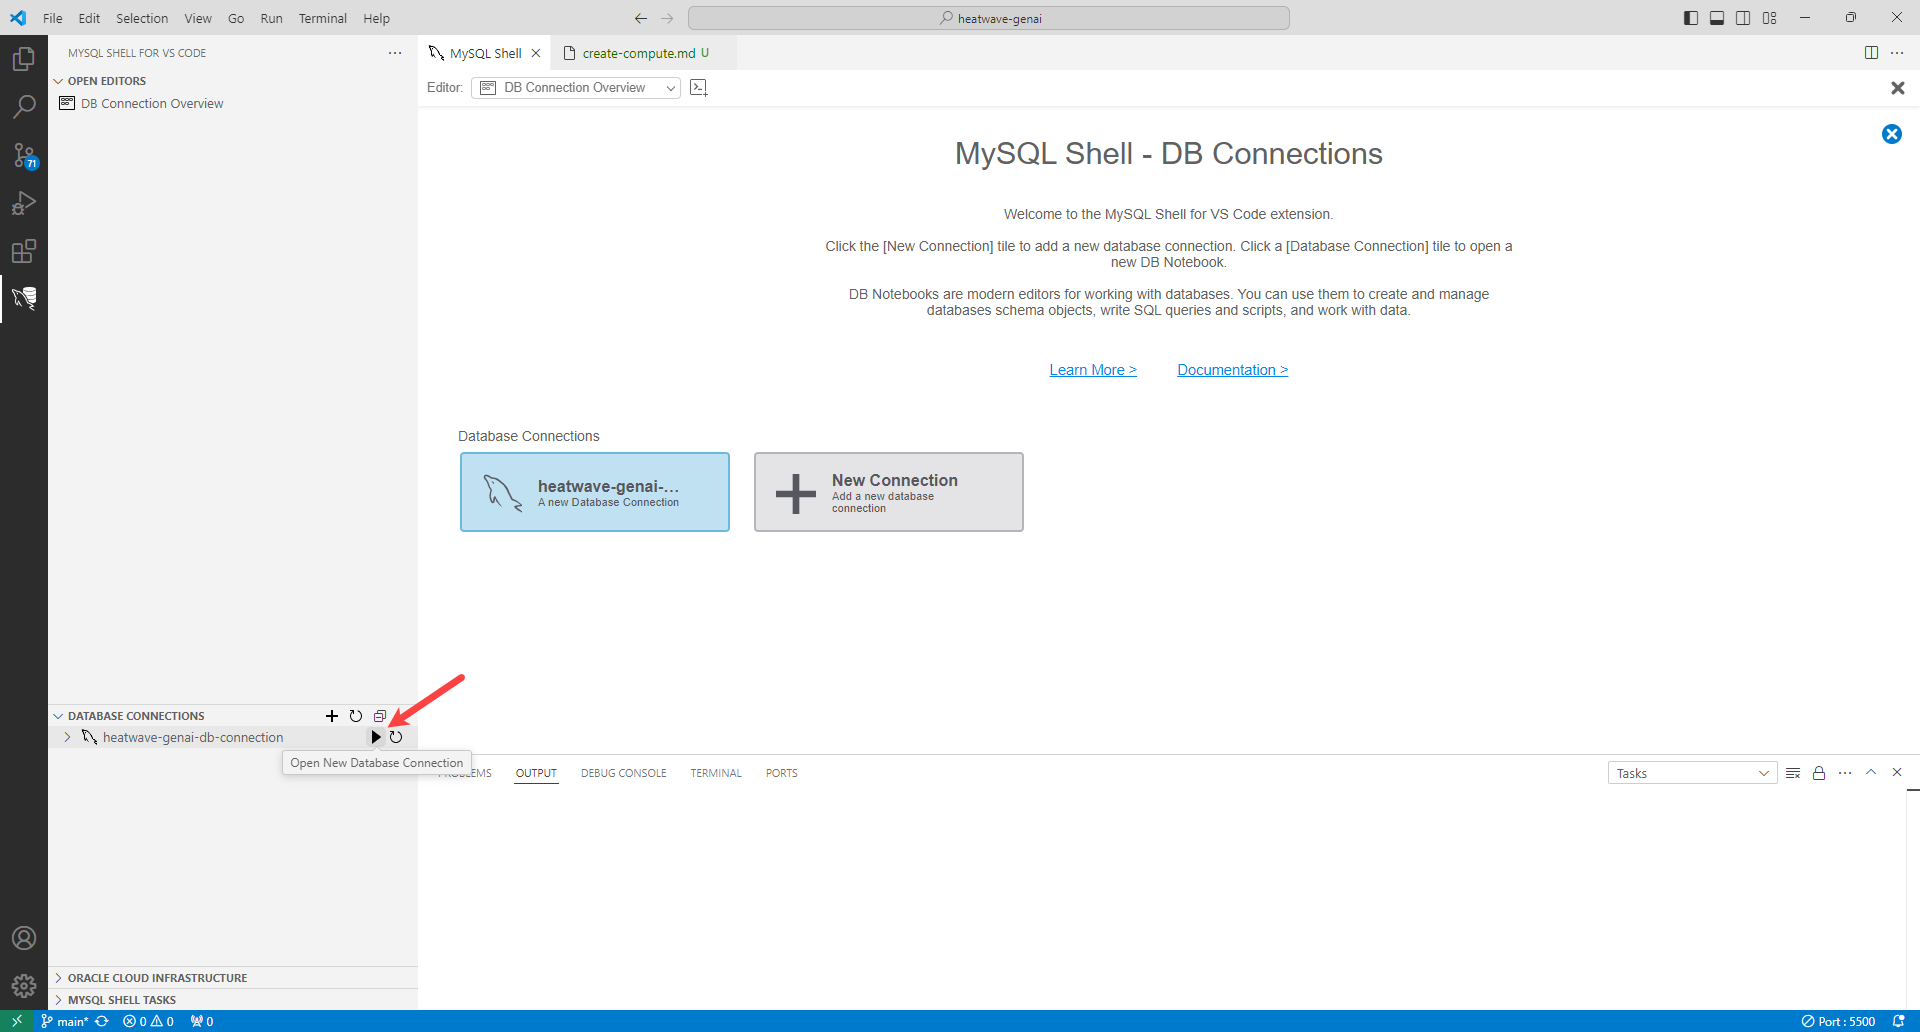 File Edit Selection View Go Run Terminal Help
heatwave-genai
MYSQL SHELL FOR VS CODE
OPEN EDITORS
DB Connection Overview
71
MySQL Shell
create-compute.md U
Editor: DB Connection Overview
MySQL Shell - DB Connections
Welcome to the MySQL Shell for VS Code extension.
Click the [New Connection] tile to add a new database connection. Click a [Database Connection] tile to open a
new DB Notebook.
DB Notebooks are modern editors for working with databases. You can use them to create and manage
databases schema objects, write SQL queries and scripts, and work with data.
Learn More > Documentation >
Database Connections
heatwave-genai-...
A new Database Connection
New Connection
Add a new database
connection
DATABASE CONNECTIONS
heatwave-genai-db-connection
Open New Database Connection
OUTPUT DEBUG CONSOLE TERMINAL PORTS
Tasks
ORACLE CLOUD INFRASTRUCTURE
MYSQL SHELL TASKS
main* 0 0 0
Port : 5500